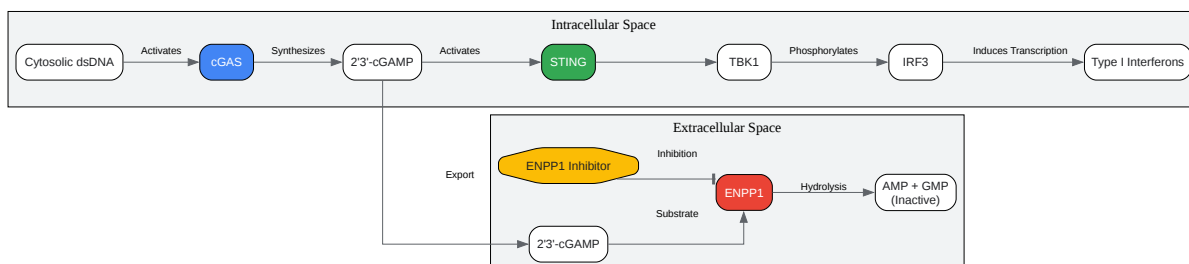 Intracellular Space
Cytosolic dsDNA
Activates
cGAS
Synthesizes
2'3'-cGAMP
Activates
STING
TBK1
Phosphorylates
IRF3
Induces Transcription
Type I Interferons
Extracellular Space
ENPP1 Inhibitor
Inhibition
Export
ENPP1
Hydrolysis
AMP + GMP
(Inactive)
Substrate
2'3'-cGAMP